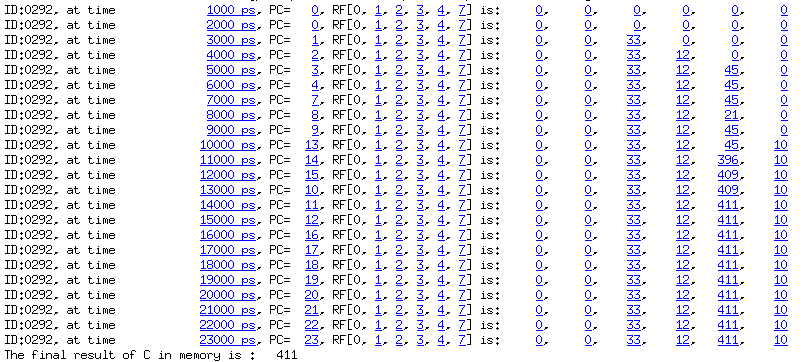 ID:0292, at time 1000 ps, PC= 0, RF[0, 1, 2, 3, 4, 7] is: 0, 0, 0, 0, 0, 0
ID:0292, at time 2000 ps, PC= 0, RF[0, 1, 2, 3, 4, 7] is: 0, 0, 0, 0, 0, 0
ID:0292, at time 3000 ps, PC= 1, RF[0, 1, 2, 3, 4, 7] is: 0, 0, 33, 0, 0, 0
ID:0292, at time 4000 ps, PC= 2, RF[0, 1, 2, 3, 4, 7] is: 0, 0, 33, 12, 0, 0
ID:0292, at time 5000 ps, PC= 3, RF[0, 1, 2, 3, 4, 7] is: 0, 0, 33, 12, 45, 0
ID:0292, at time 6000 ps, PC= 4, RF[0, 1, 2, 3, 4, 7] is: 0, 0, 33, 12, 45, 0
ID:0292, at time 7000 ps, PC= 7, RF[0, 1, 2, 3, 4, 7] is: 0, 0, 33, 12, 45, 0
ID:0292, at time 8000 ps, PC= 8, RF[0, 1, 2, 3, 4, 7] is: 0, 0, 33, 12, 21, 0
ID:0292, at time 9000 ps, PC= 9, RF[0, 1, 2, 3, 4, 7] is: 0, 0, 33, 12, 45, 0
ID:0292, at time 10000 ps, PC= 13, RF[0, 1, 2, 3, 4, 7] is: 0, 0, 33, 12, 45, 10
ID:0292, at time 11000 ps, PC= 14, RF[0, 1, 2, 3, 4, 7] is: 0, 0, 33, 12, 396, 10
ID:0292, at time 12000 ps, PC= 15, RF[0, 1, 2, 3, 4, 7] is: 0, 0, 33, 12, 409, 10
ID:0292, at time 13000 ps, PC= 10, RF[0, 1, 2, 3, 4, 7] is: 0, 0, 33, 12, 409, 10
ID:0292, at time 14000 ps, PC= 11, RF[0, 1, 2, 3, 4, 7] is: 0, 0, 33, 12, 411, 10
ID:0292, at time 15000 ps, PC= 12, RF[0, 1, 2, 3, 4, 7] is: 0, 0, 33, 12, 411, 10
ID:0292, at time 16000 ps, PC= 16, RF[0, 1, 2, 3, 4, 7] is: 0, 0, 33, 12, 411, 10
ID:0292, at time 17000 ps, PC= 17, RF[0, 1, 2, 3, 4, 7] is: 0, 0, 33, 12, 411, 10
ID:0292, at time 18000 ps, PC= 18, RF[0, 1, 2, 3, 4, 7] is: 0, 0, 33, 12, 411, 10
ID:0292, at time 19000 ps, PC= 19, RF[0, 1, 2, 3, 4, 7] is: 0, 0, 33, 12, 411, 10
ID:0292, at time 20000 ps, PC= 20, RF[0, 1, 2, 3, 4, 7] is: 0, 0, 33, 12, 411, 10
ID:0292, at time 21000 ps, PC= 21, RF[0, 1, 2, 3, 4, 7] is: 0, 0, 33, 12, 411, 10
ID:0292, at time 22000 ps, PC= 22, RF[0, 1, 2, 3, 4, 7] is: 0, 0, 33, 12, 411, 10
ID:0292, at time 23000 ps, PC= 23, RF[0, 1, 2, 3, 4, 7] is: 0, 0, 33, 12, 411, 10
The final result of C in memory is : 411